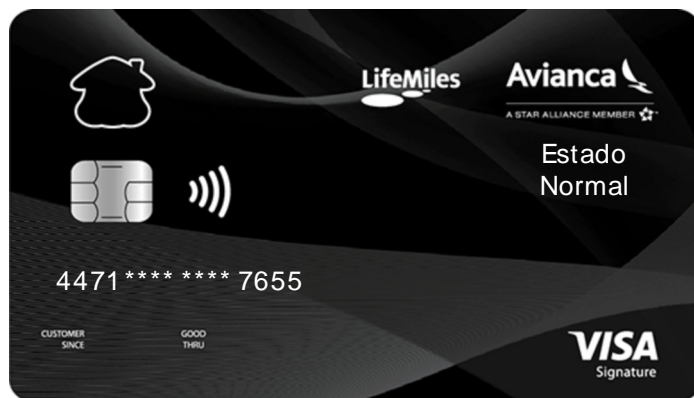 LifeMiles
Avianca
A STAR ALLIANCE MEMBER
Estado
Normal
4471 **** **** 7655
CUSTOMER
SINCE
GOOD
THRU
VISA
Signature